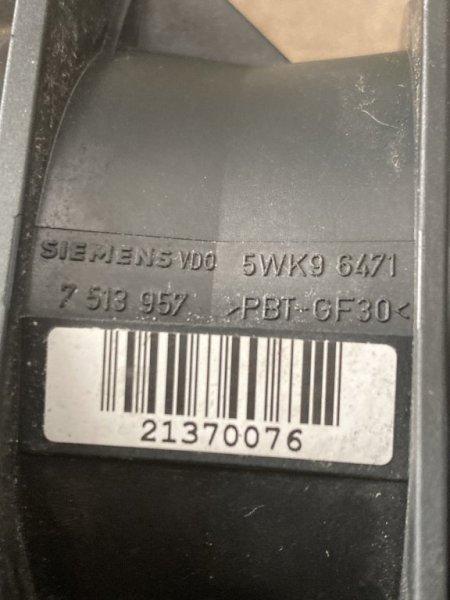 SIEMENS VDO 5WK9 6471
7 513 957 >PBT-GF30<
21370076